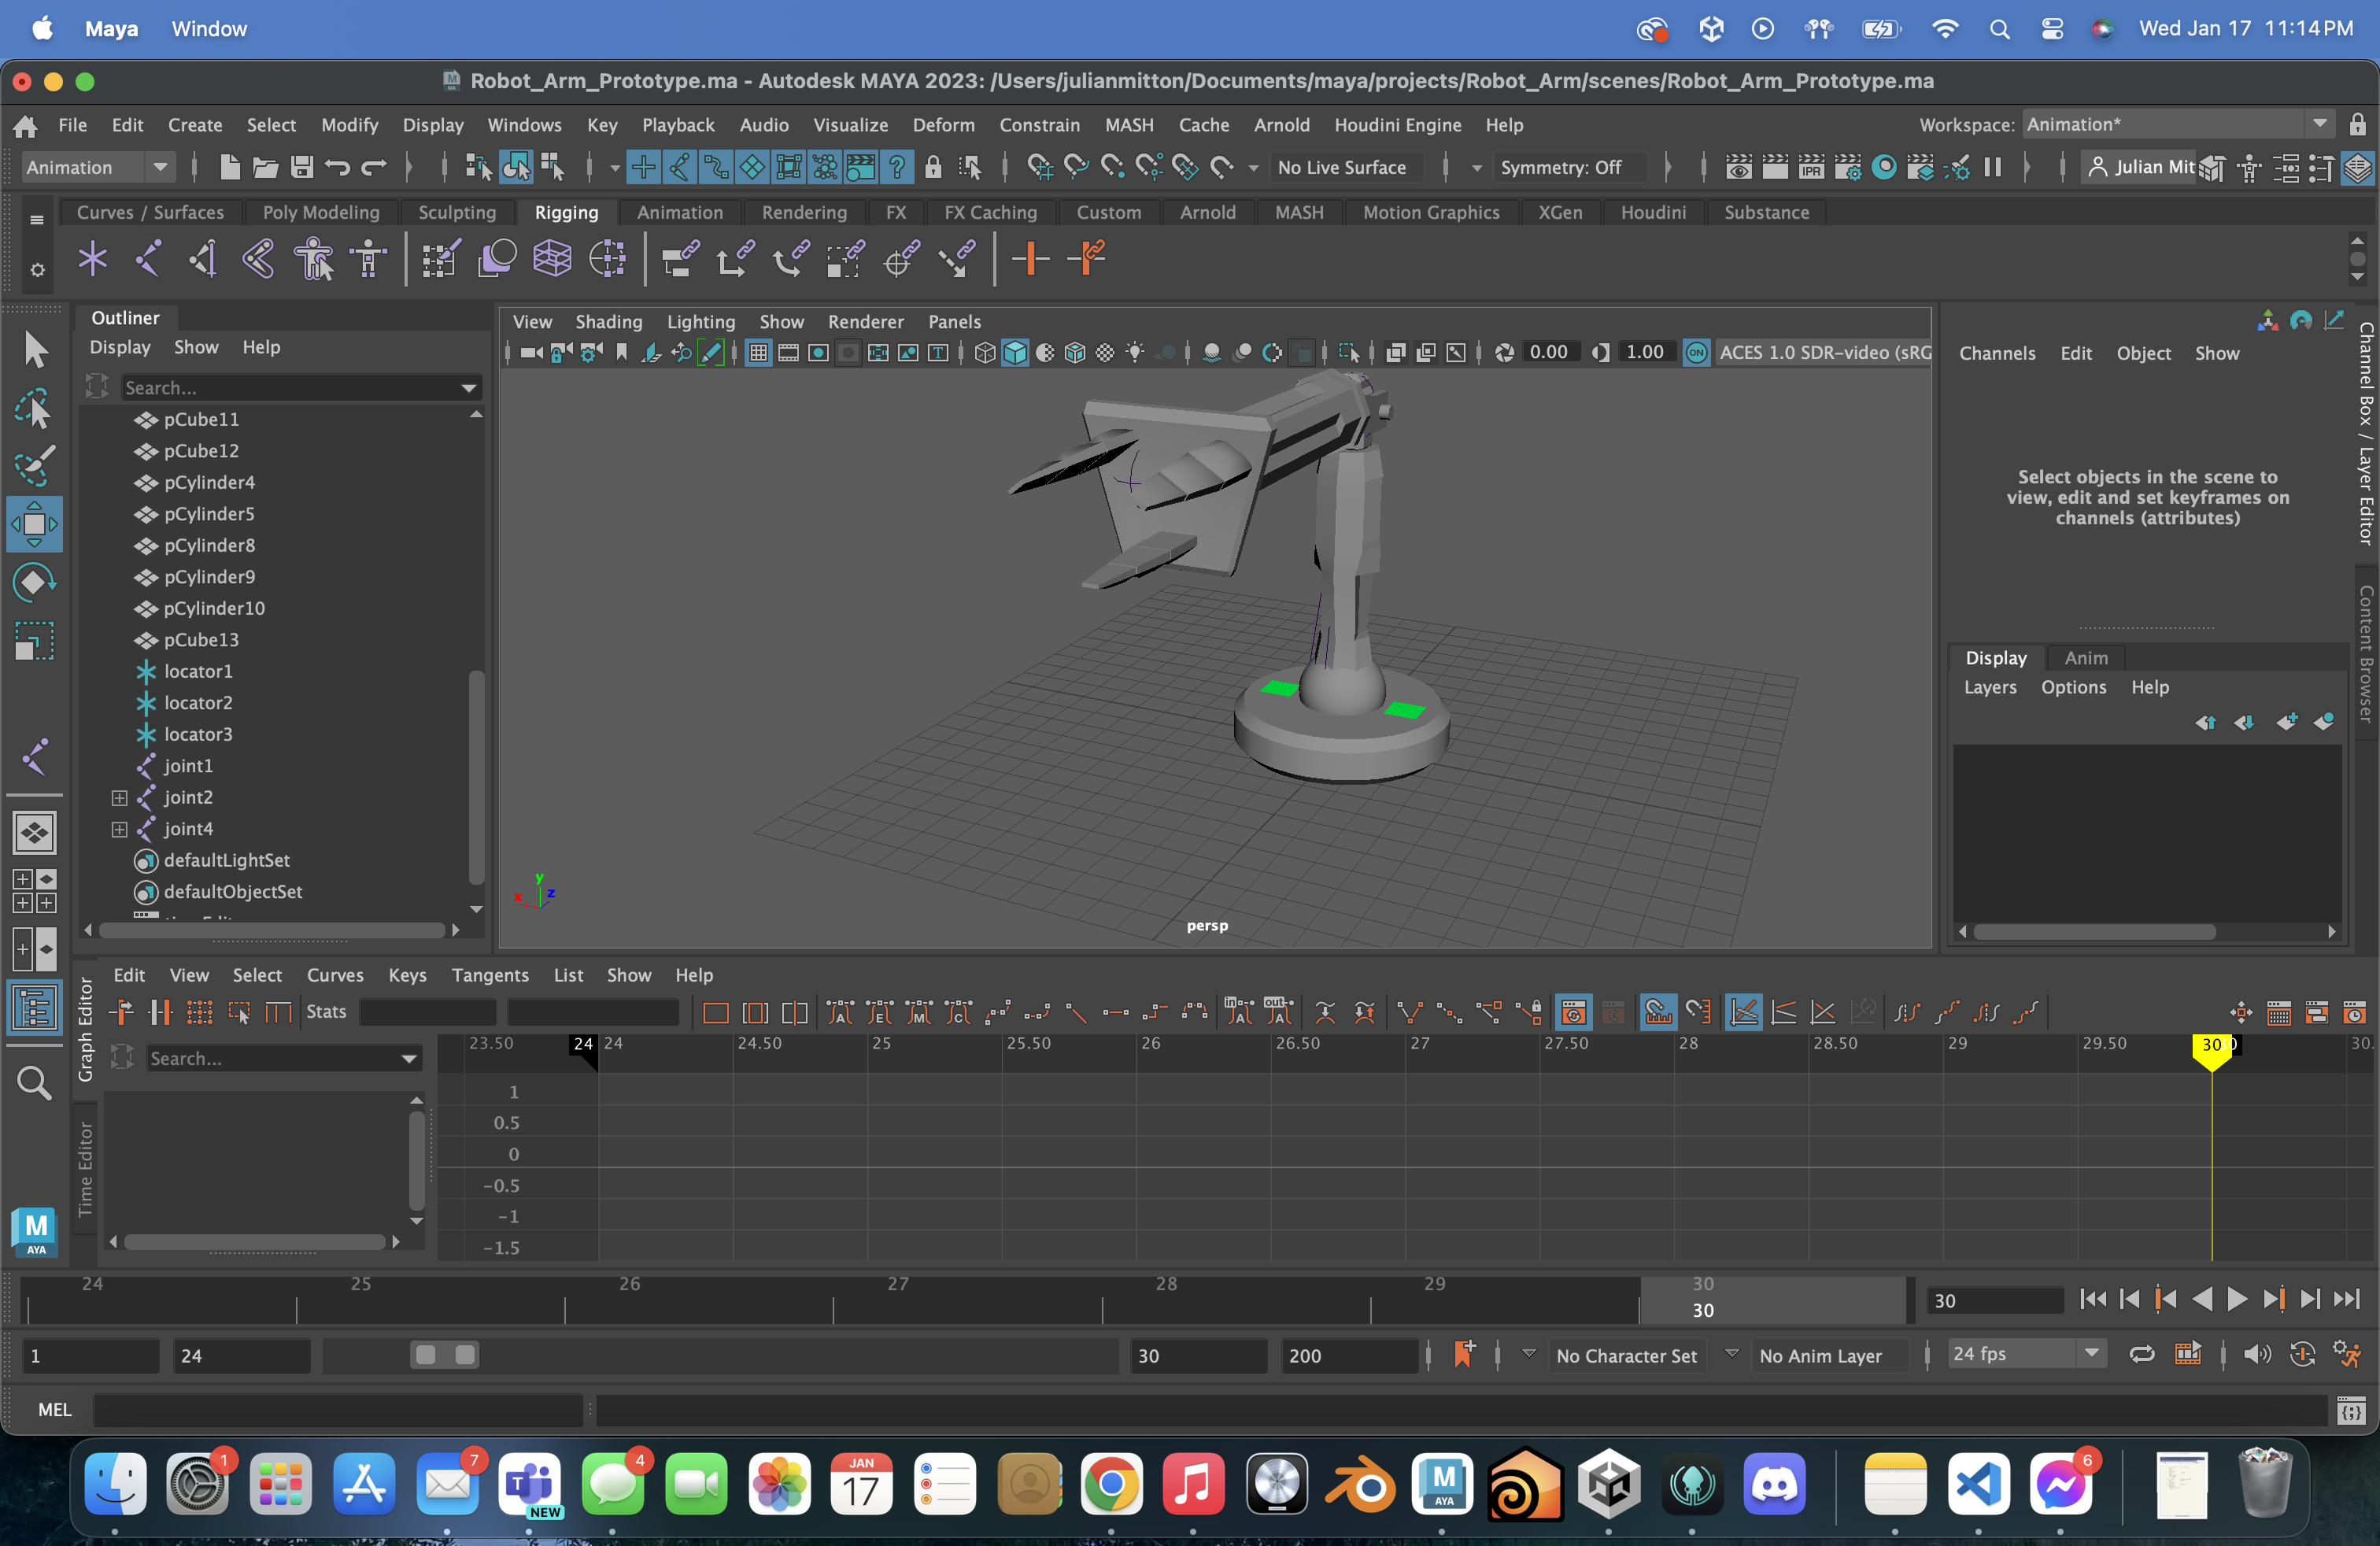 Maya Window Wed Jan 17 11:14 PM
Robot_Arm_Prototype.ma - Autodesk MAYA 2023: /Users/julianmitton/Documents/maya/projects/Robot_Arm/scenes/Robot_Arm_Prototype.ma
File Edit Create Select Modify Display Windows Key Playback Audio Visualize Deform Constrain MASH Cache Arnold Houdini Engine Help Workspace: Animation*
Animation No Live Surface Symmetry: Off IPR Julian Mit
Curves / Surfaces Poly Modeling Sculpting Rigging Animation Rendering FX FX Caching Custom Arnold MASH Motion Graphics XGen Houdini Substance
Outliner
Display Show Help
Search...
pCube11
pCube12
pCylinder4
pCylinder5
pCylinder8
pCylinder9
pCylinder10
pCube13
locator1
locator2
locator3
joint1
joint2
joint4
defaultLightSet
defaultObjectSet
View Shading Lighting Show Renderer Panels
0.00 1.00 ON ACES 1.0 SDR-video (sRG
y
x z
persp
Channels Edit Object Show
Select objects in the scene to
view, edit and set keyframes on
channels (attributes)
Display Anim
Layers Options Help
Channel Box / Layer Editor
Content Browser
Graph Editor
Time Editor
Edit View Select Curves Keys Tangents List Show Help
Stats
Search...
23.50 24 24 24.50 25 25.50 26 26.50 27 27.50 28 28.50 29 29.50 30 0 30.
1
0.5
0
-0.5
-1
-1.5
M
AYA
24 25 26 27 28 29 30
30 30
1 24 30 200 No Character Set No Anim Layer 24 fps
MEL
1 7 4 JAN 6
17
NEW
M
AYA